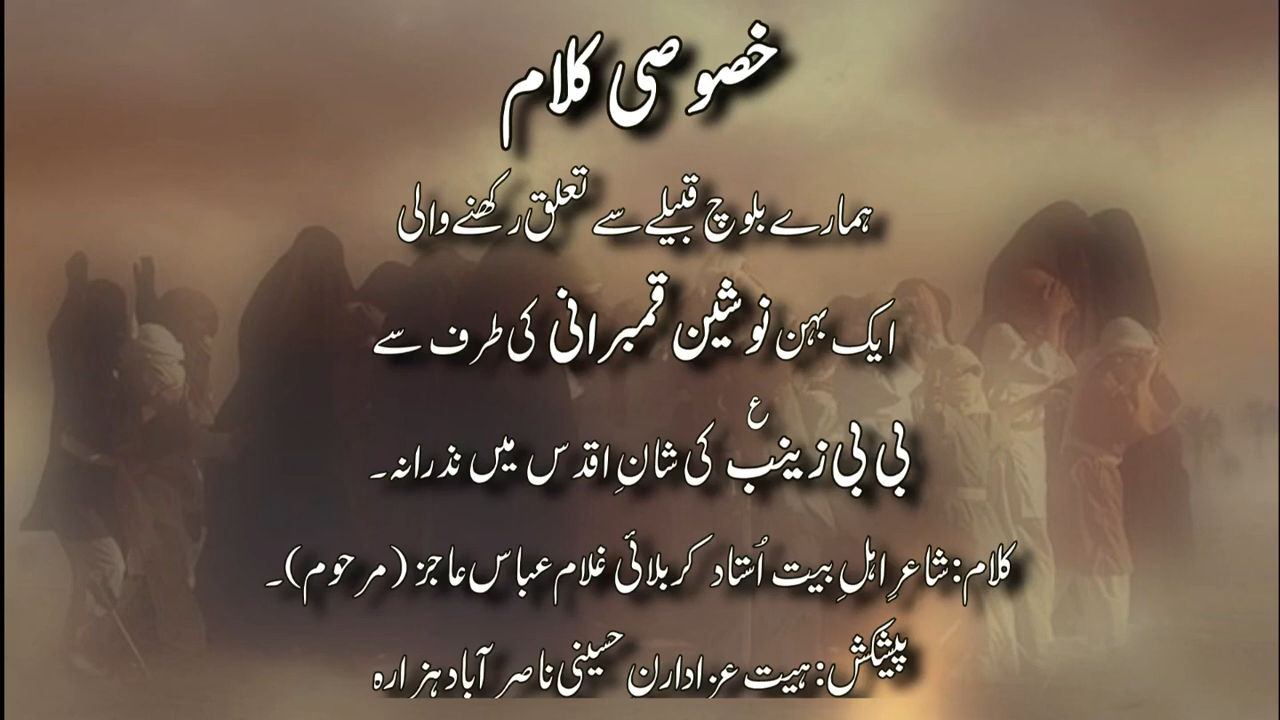 خصوصی کلام
ہمارے بلوچ قبیلے سے تعلق رکھنے والی
ایک بہن نوشین قمبرانی کی طرف سے
بی بی زینبؑ کی شانِ اقدس میں نذرانہ۔
کلام: شاعرِ اہلِ بیت اُستاد کربلائی غلام عباس عاجز (مرحوم)۔
پیشکش: ہیت عزادارن حسینی ناصر آباد ہزارہ